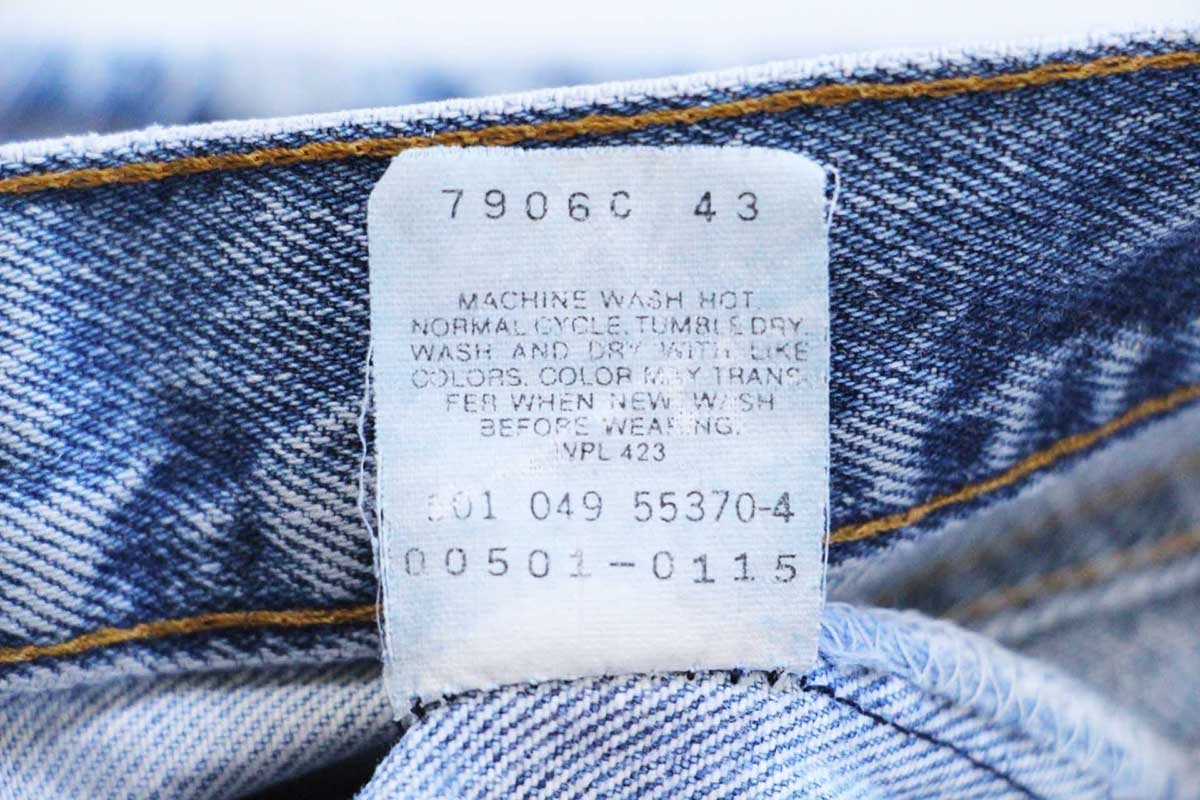 7906C 43
MACHINE WASH HOT.
NORMAL CYCLE. TUMBLE DRY.
WASH AND DRY WITH LIKE
COLORS. COLOR MAY TRANS-
FER WHEN NEW. WASH
BEFORE WEARING.
WPL 423
501 049 55370-4
00501-0115